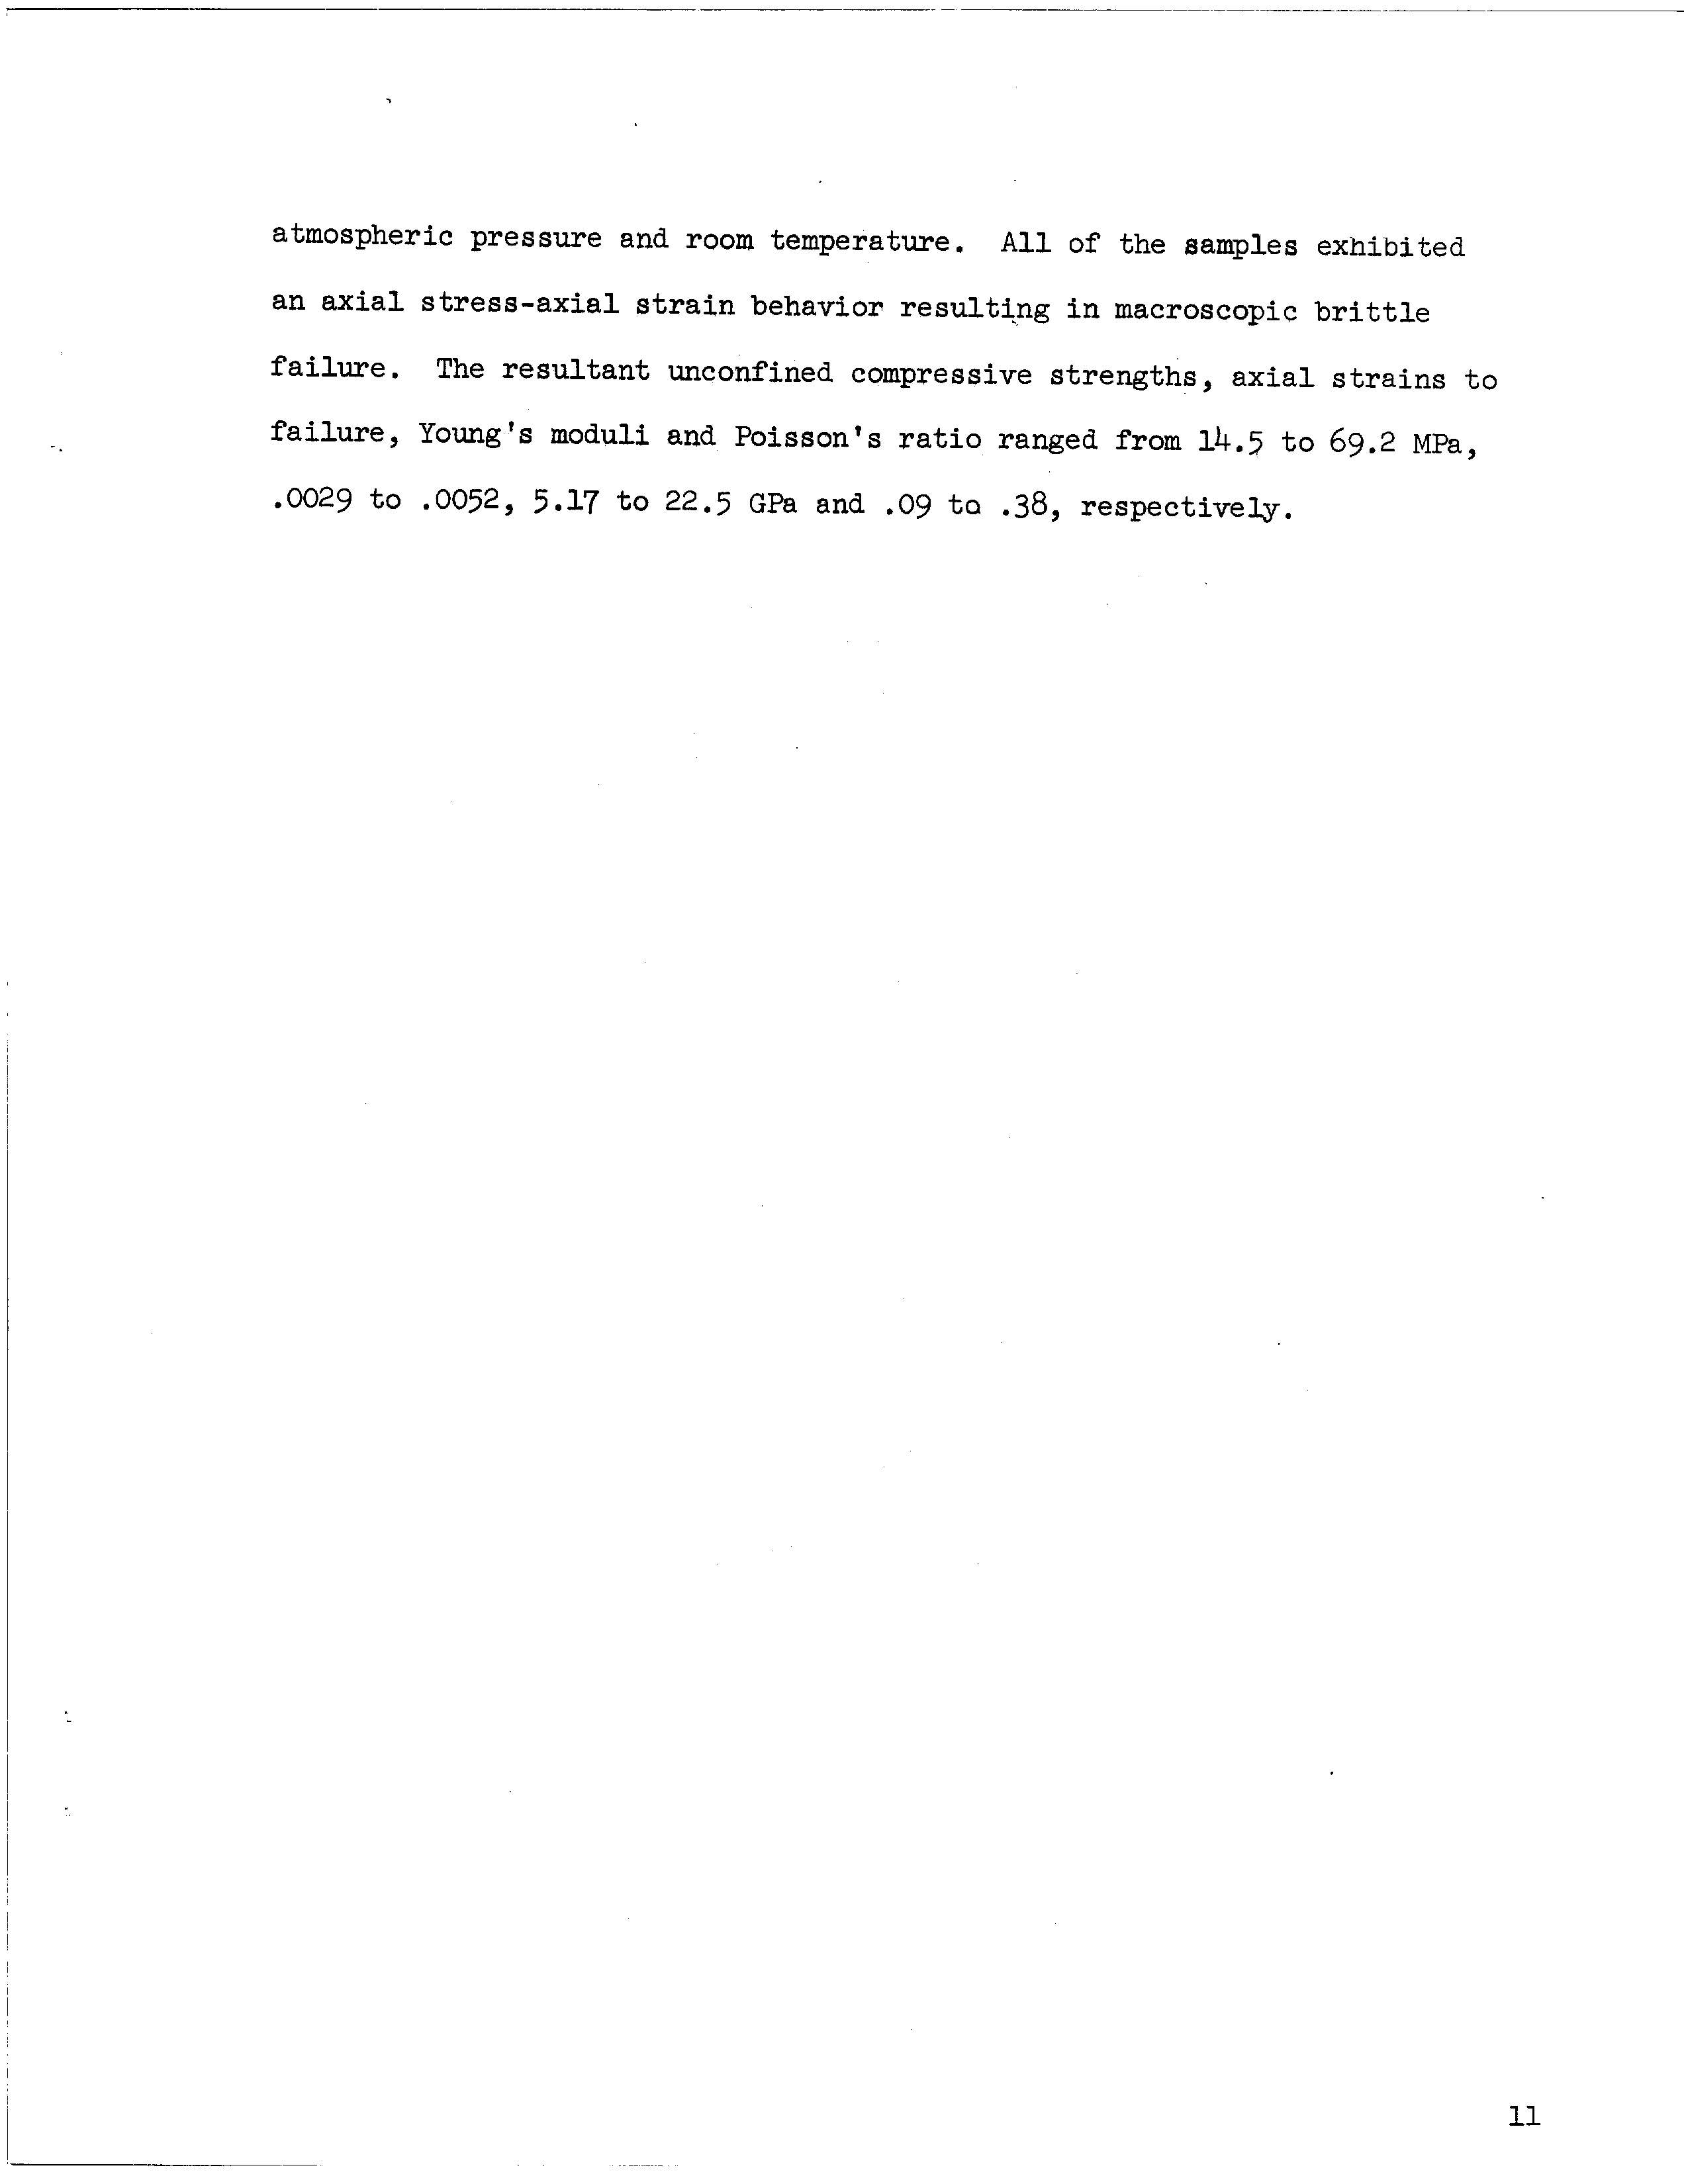 atmospheric pressure and room temperature.  All of the samples exhibited
an axial stress-axial strain behavior resulting in macroscopic brittle
failure.  The resultant unconfined compressive strengths, axial strains to
failure, Young's moduli and Poisson's ratio ranged from 14.5 to 69.2 MPa,
.0029 to .0052, 5.17 to 22.5 GPa and .09 to .38, respectively.
11